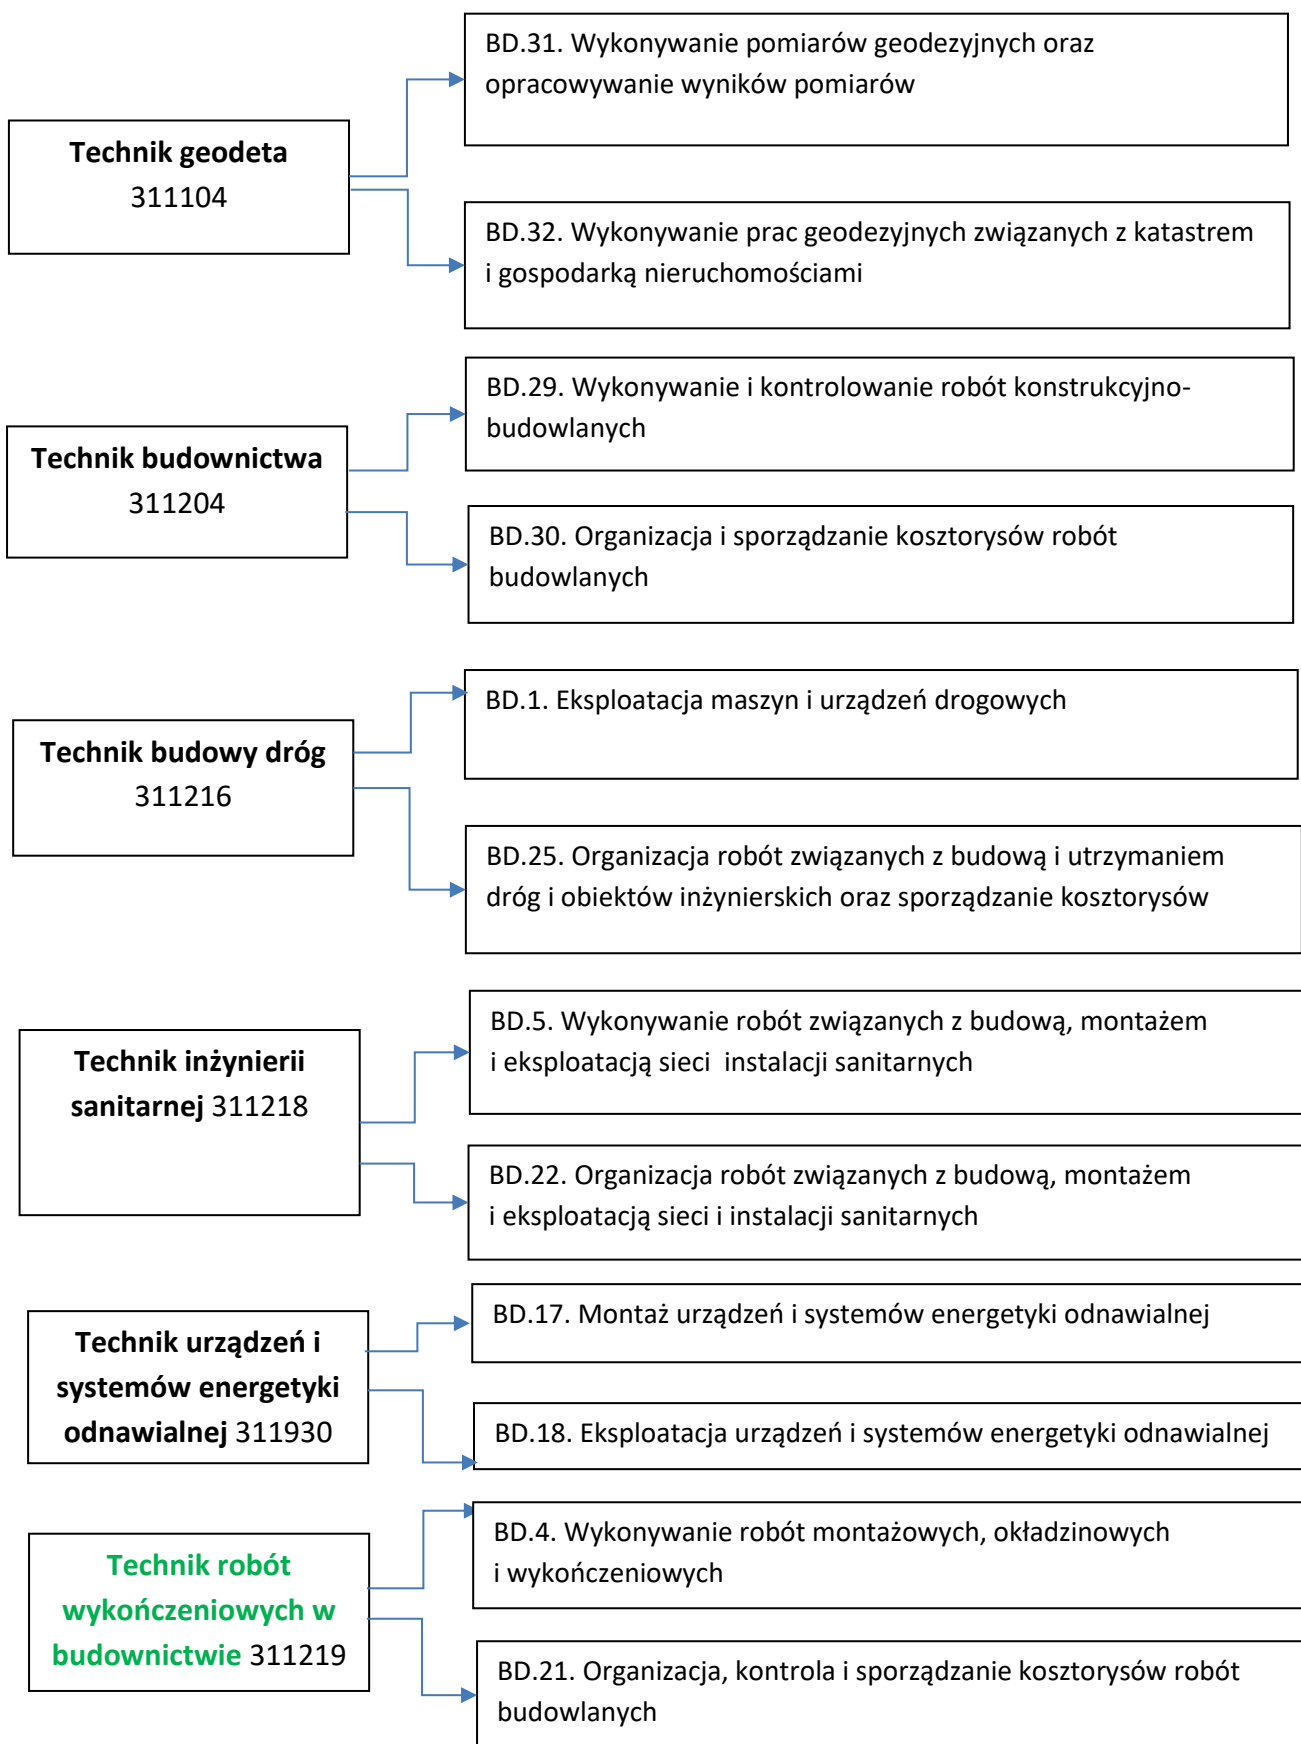 Technik geodeta
311104
BD.31. Wykonywanie pomiarów geodezyjnych oraz
opracowywanie wyników pomiarów
BD.32. Wykonywanie prac geodezyjnych związanych z katastrem
i gospodarką nieruchomościami
Technik budownictwa
311204
BD.29. Wykonywanie i kontrolowanie robót konstrukcyjno-
budowlanych
BD.30. Organizacja i sporządzanie kosztorysów robót
budowlanych
Technik budowy dróg
311216
BD.1. Eksploatacja maszyn i urządzeń drogowych
BD.25. Organizacja robót związanych z budową i utrzymaniem
dróg i obiektów inżynierskich oraz sporządzanie kosztorysów
Technik inżynierii
sanitarnej 311218
BD.5. Wykonywanie robót związanych z budową, montażem
i eksploatacją sieci  instalacji sanitarnych
BD.22. Organizacja robót związanych z budową, montażem
i eksploatacją sieci i instalacji sanitarnych
Technik urządzeń i
systemów energetyki
odnawialnej 311930
BD.17. Montaż urządzeń i systemów energetyki odnawialnej
BD.18. Eksploatacja urządzeń i systemów energetyki odnawialnej
Technik robót
wykończeniowych w
budownictwie 311219
BD.4. Wykonywanie robót montażowych, okładzinowych
i wykończeniowych
BD.21. Organizacja, kontrola i sporządzanie kosztorysów robót
budowlanych